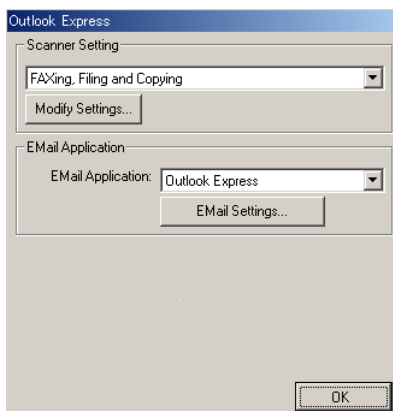 Outlook Express
Scanner Setting
FAXing, Filing and Copying
Modify Settings...
EMail Application
EMail Application: Outlook Express
EMail Settings...
OK